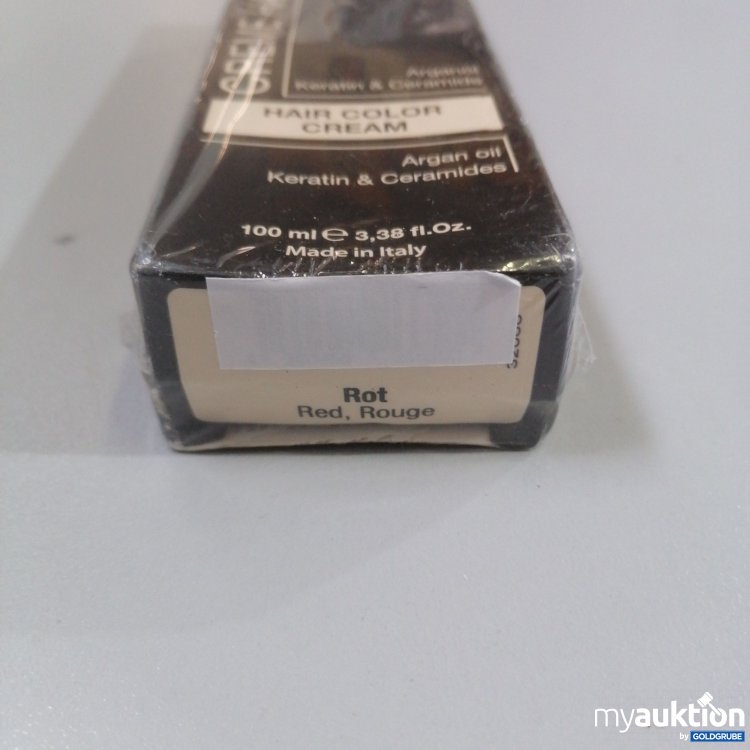 Arganöl
Keratin & Ceramide
HAIR COLOR
CREAM
Argan oil
Keratin & Ceramides
100 ml ℮ 3,38 fl.Oz.
Made in Italy
Rot
Red, Rouge
myauktion
by GOLDGRUBE